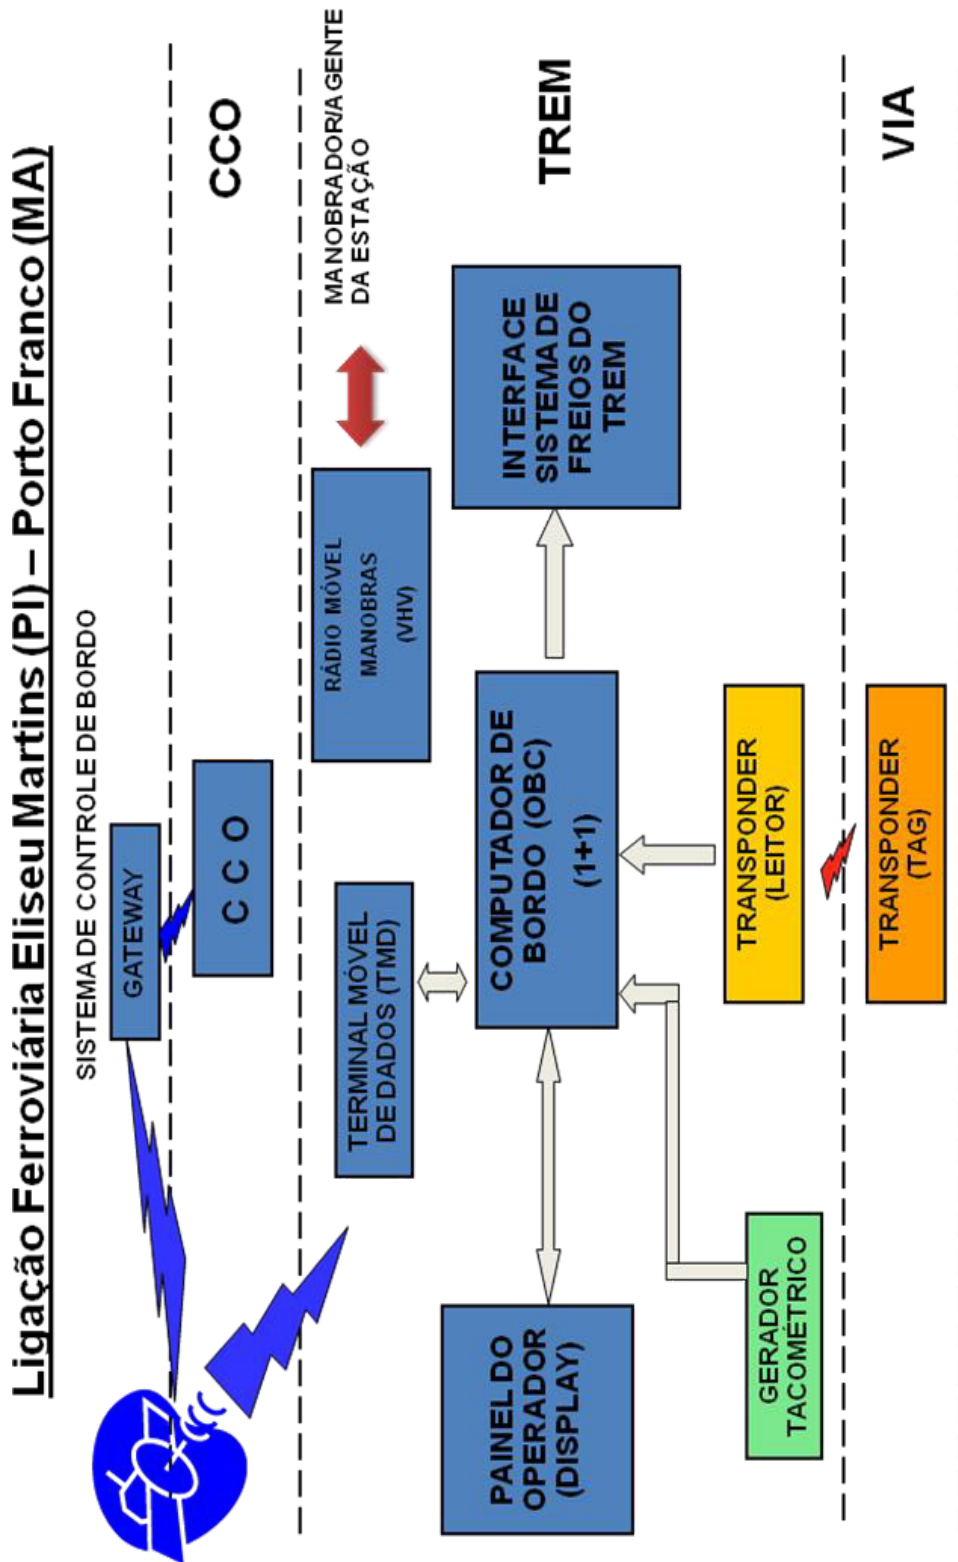 Ligação Ferroviária Eliseu Martins (PI) – Porto Franco (MA)
SISTEMA DE CONTROLE DE BORDO
GATEWAY
CCO
C C O
MANOBRADOR/AGENTE
DA ESTAÇÃO
RÁDIO MÓVEL
MANOBRAS
(VHV)
TERMINAL MÓVEL
DE DADOS (TMD)
TREM
PAINEL DO
OPERADOR
(DISPLAY)
COMPUTADOR DE
BORDO (OBC)
(1+1)
INTERFACE
SISTEMA DE
FREIOS DO
TREM
GERADOR
TACOMÉTRICO
TRANSPONDER
(LEITOR)
TRANSPONDER
(TAG)
VIA